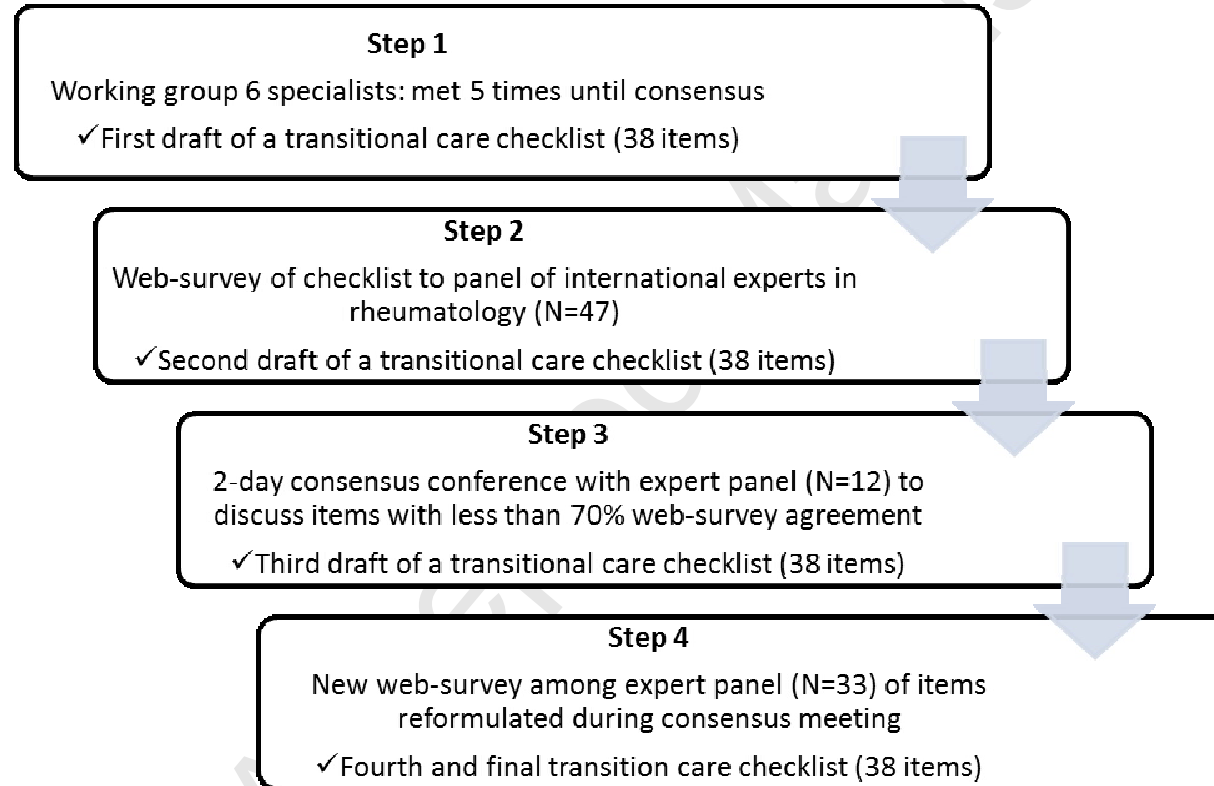 Step 1
Working group 6 specialists: met 5 times until consensus
✓First draft of a transitional care checklist (38 items)
Step 2
Web-survey of checklist to panel of international experts in
rheumatology (N=47)
✓Second draft of a transitional care checklist (38 items)
Step 3
2-day consensus conference with expert panel (N=12) to
discuss items with less than 70% web-survey agreement
✓Third draft of a transitional care checklist (38 items)
Step 4
New web-survey among expert panel (N=33) of items
reformulated during consensus meeting
✓Fourth and final transition care checklist (38 items)